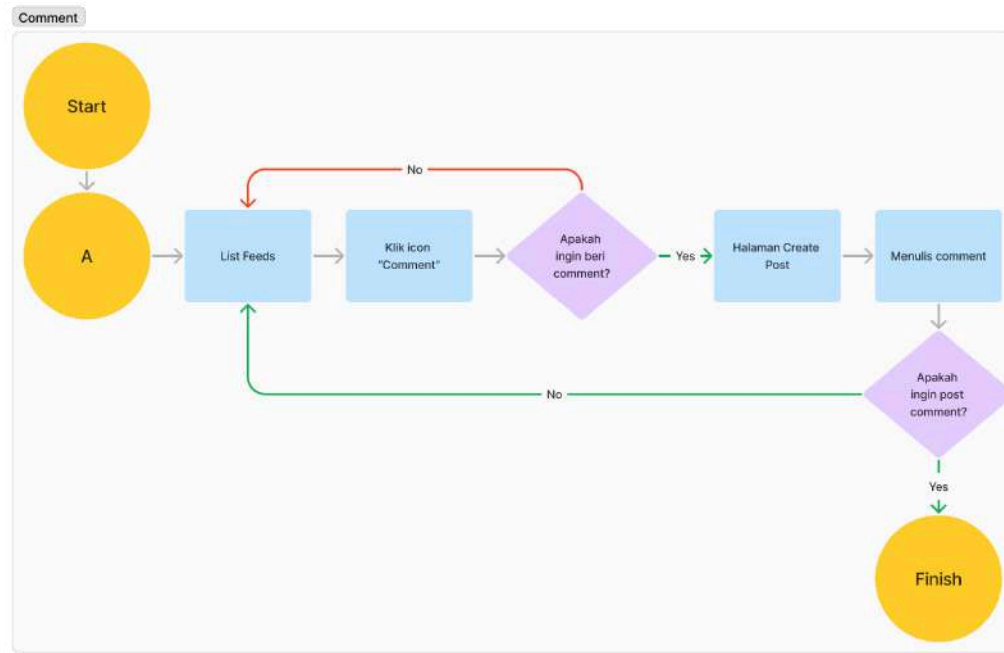 Comment
Start
No
A
List Feeds
Klik icon
"Comment"
Apakah
ingin beri
comment?
Yes
Halaman Create
Post
Menulis comment
No
Apakah
ingin post
comment?
Yes
Finish